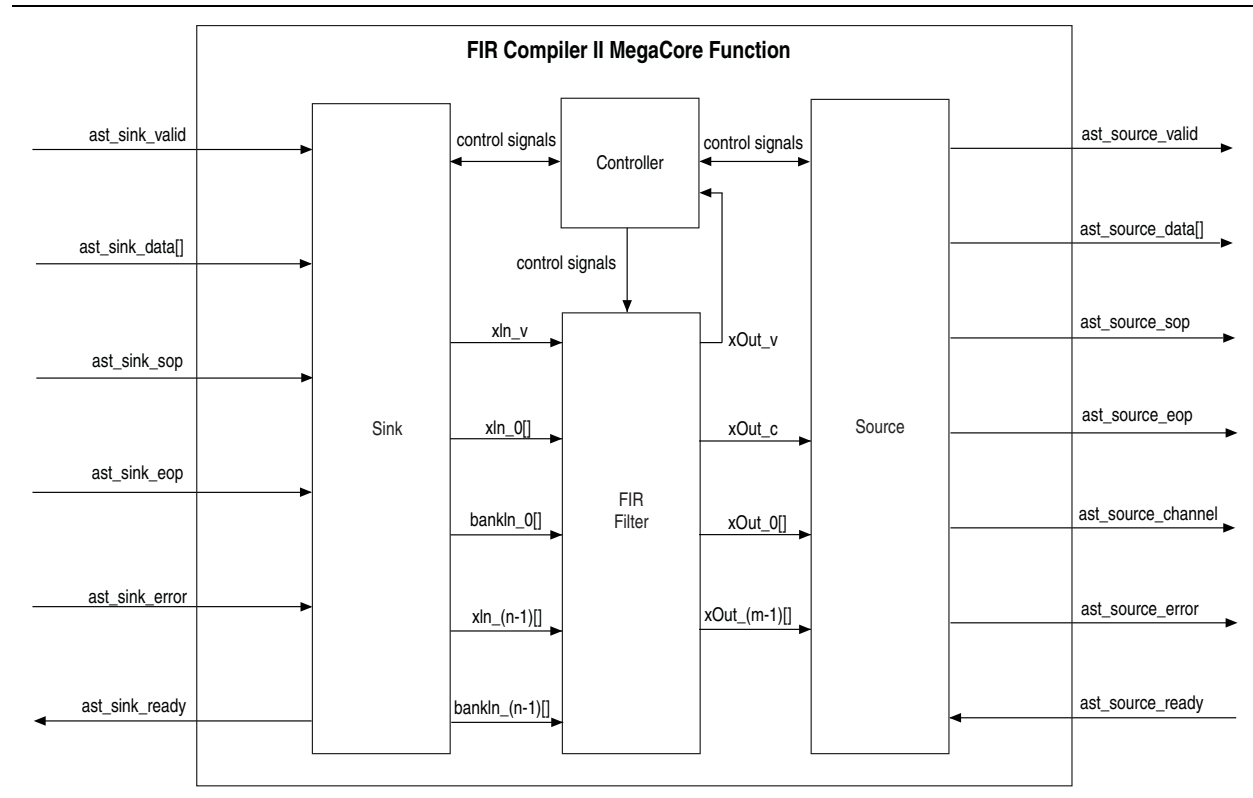 FIR Compiler II MegaCore Function
ast_sink_valid
control signals
Controller
control signals
ast_source_valid
ast_sink_data[]
control signals
ast_source_data[]
xIn_v
xOut_v
ast_source_sop
ast_sink_sop
Sink
xIn_0[]
xOut_c
Source
ast_source_eop
ast_sink_eop
FIR
Filter
bankIn_0[]
xOut_0[]
ast_source_channel
ast_sink_error
xIn_(n-1)[]
xOut_(m-1)[]
ast_source_error
ast_sink_ready
bankIn_(n-1)[]
ast_source_ready